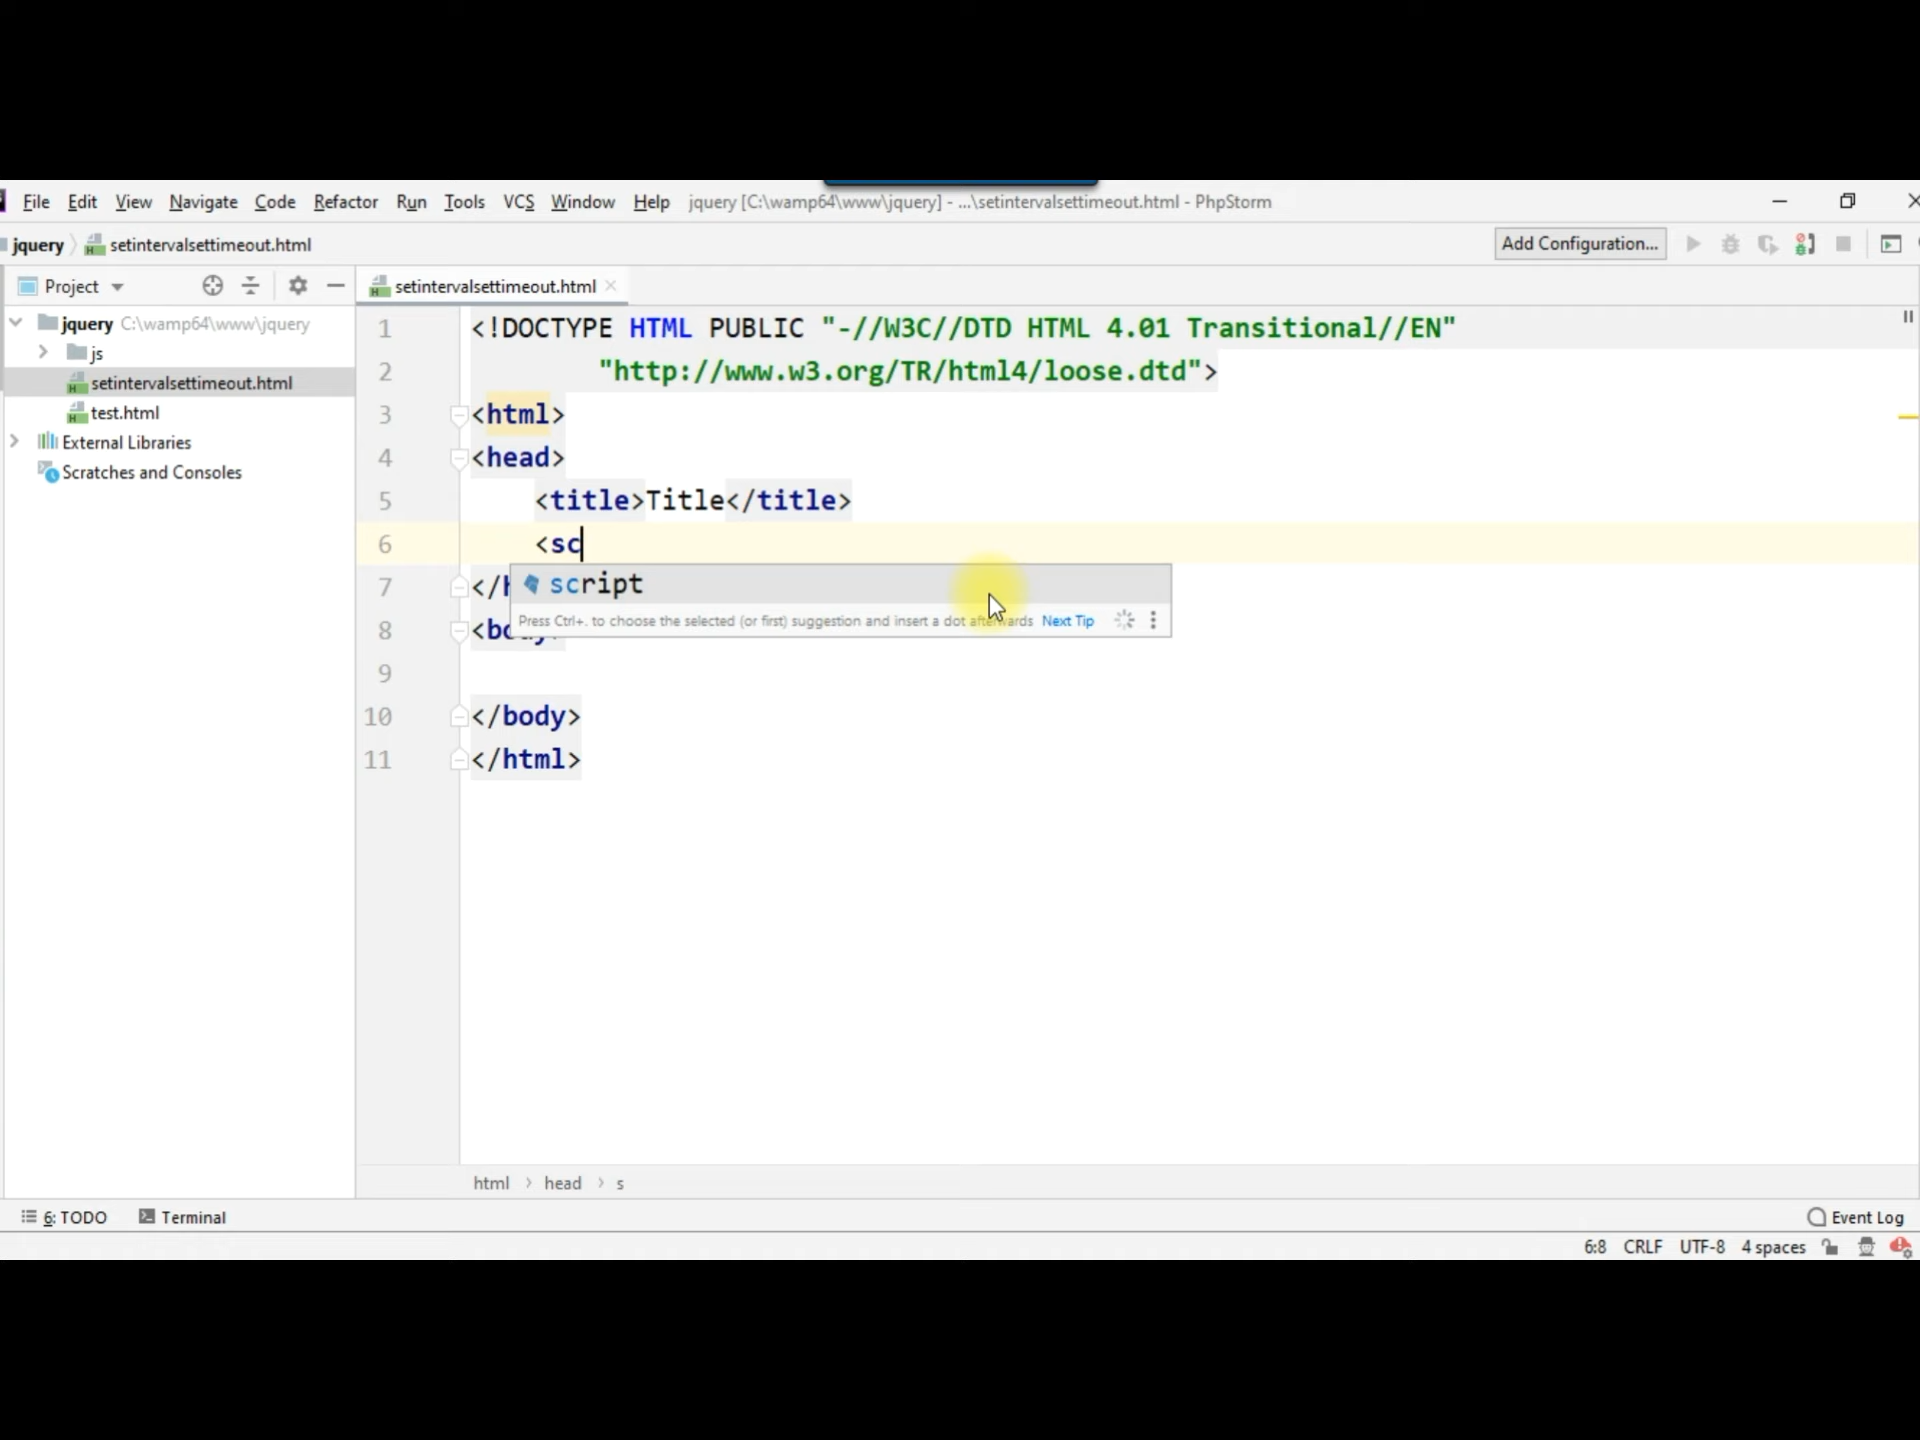 File Edit View Navigate Code Refactor Run Tools VCS Window Help jquery [C:\wamp64\www\jquery] - ...\setintervalsettimeout.html - PhpStorm
jquery setintervalsettimeout.html Add Configuration...
Project
setintervalsettimeout.html
jquery C:\wamp64\www\jquery
js
setintervalsettimeout.html
test.html
External Libraries
Scratches and Consoles
1 <!DOCTYPE HTML PUBLIC "-//W3C//DTD HTML 4.01 Transitional//EN"
2 "http://www.w3.org/TR/html4/loose.dtd">
3 <html>
4 <head>
5 <title>Title</title>
6 <sc
7 </h
script
Press Ctrl+. to choose the selected (or first) suggestion and insert a dot afterwards Next Tip
8 <body>
9
10 </body>
11 </html>
html > head > s
6: TODO Terminal Event Log
6:8 CRLF UTF-8 4 spaces